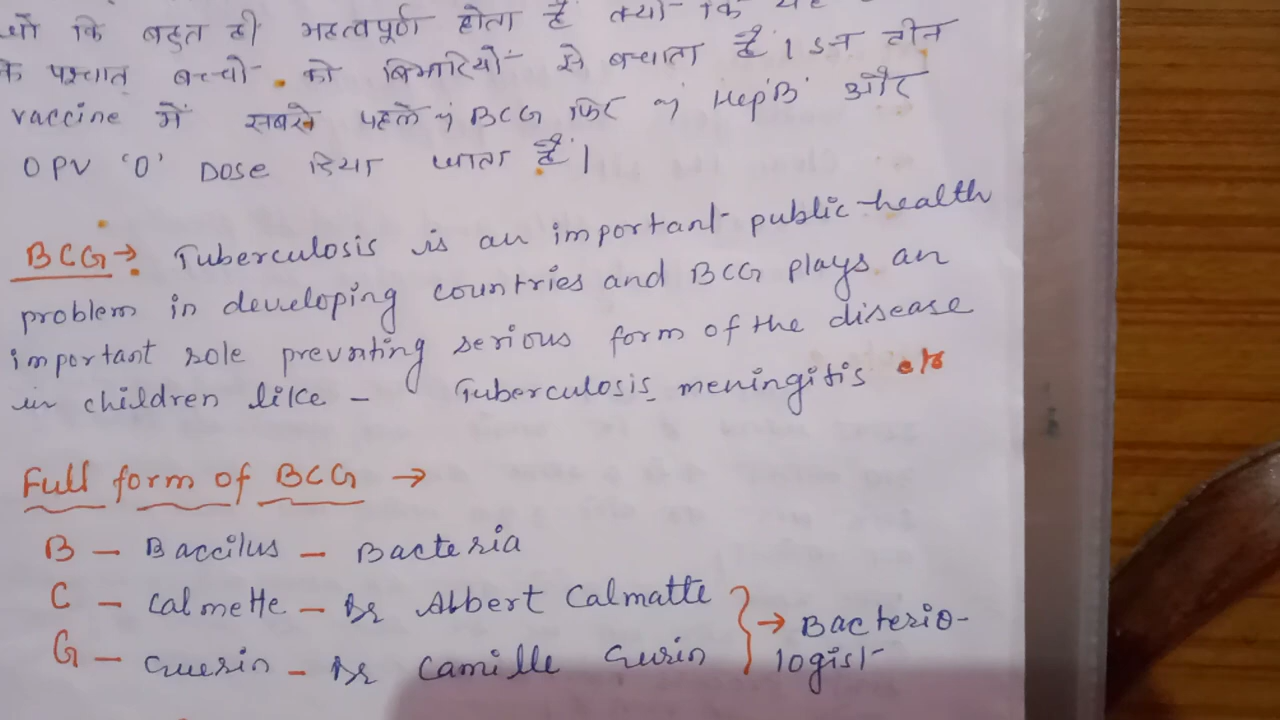 जो कि बहुत ही महत्वपूर्ण होता है क्यो कि यह
के पश्चात् बच्चो को बिमारियों से बचाता है। इन तीन
vaccine में सबसे पहले BCG फिर HepB और
OPV 'O' Dose दिया जाता है।
BCG → Tuberculosis is an important public-health
problem in developing countries and BCG plays an
important role prevnting serious form of the disease
in children like - Tuberculosis meningitis etc
Full form of BCG →
B - Baccilus - Bacteria
C - Calmette - Dr Albert Calmatte
G - Guerin - Dr Camille Gurin } → Bacterio-
logist